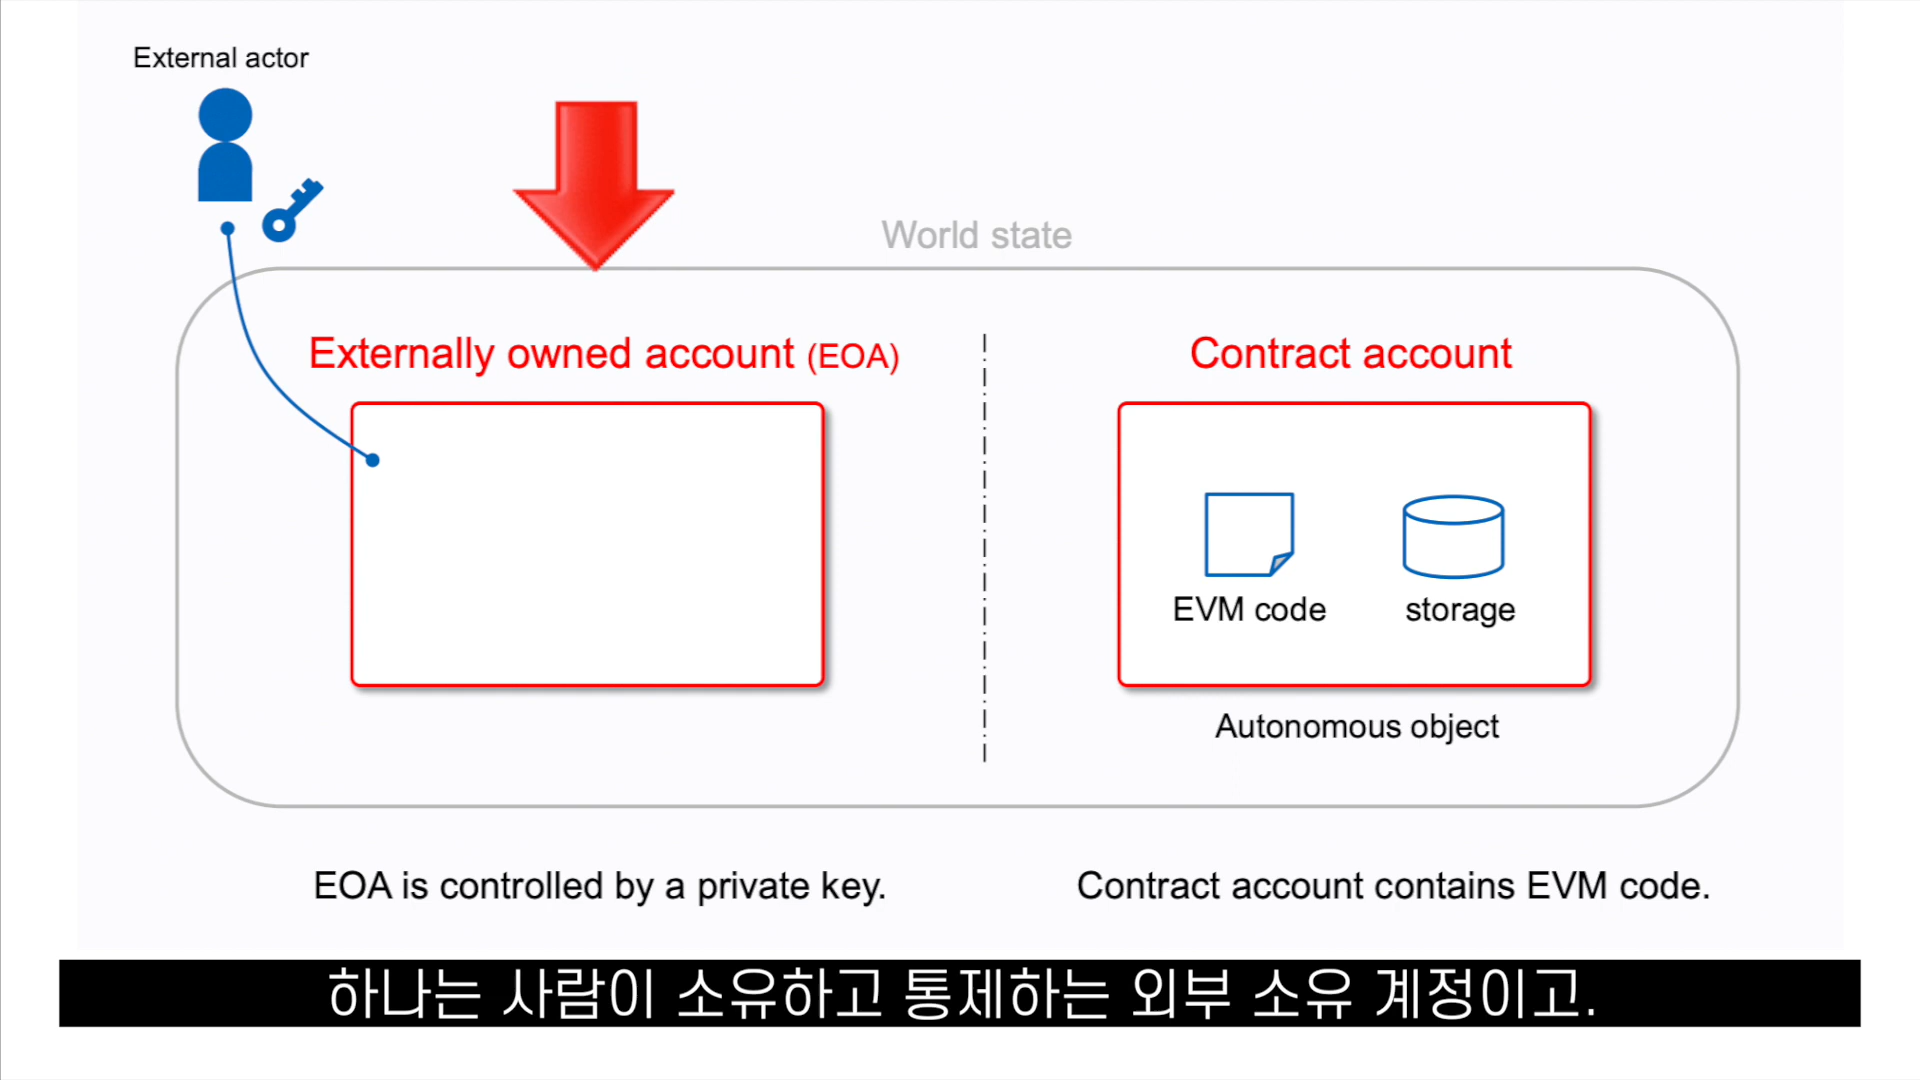 External actor
World state
Externally owned account (EOA)
Contract account
EVM code
storage
Autonomous object
EOA is controlled by a private key.
Contract account contains EVM code.
하나는 사람이 소유하고 통제하는 외부 소유 계정이고.